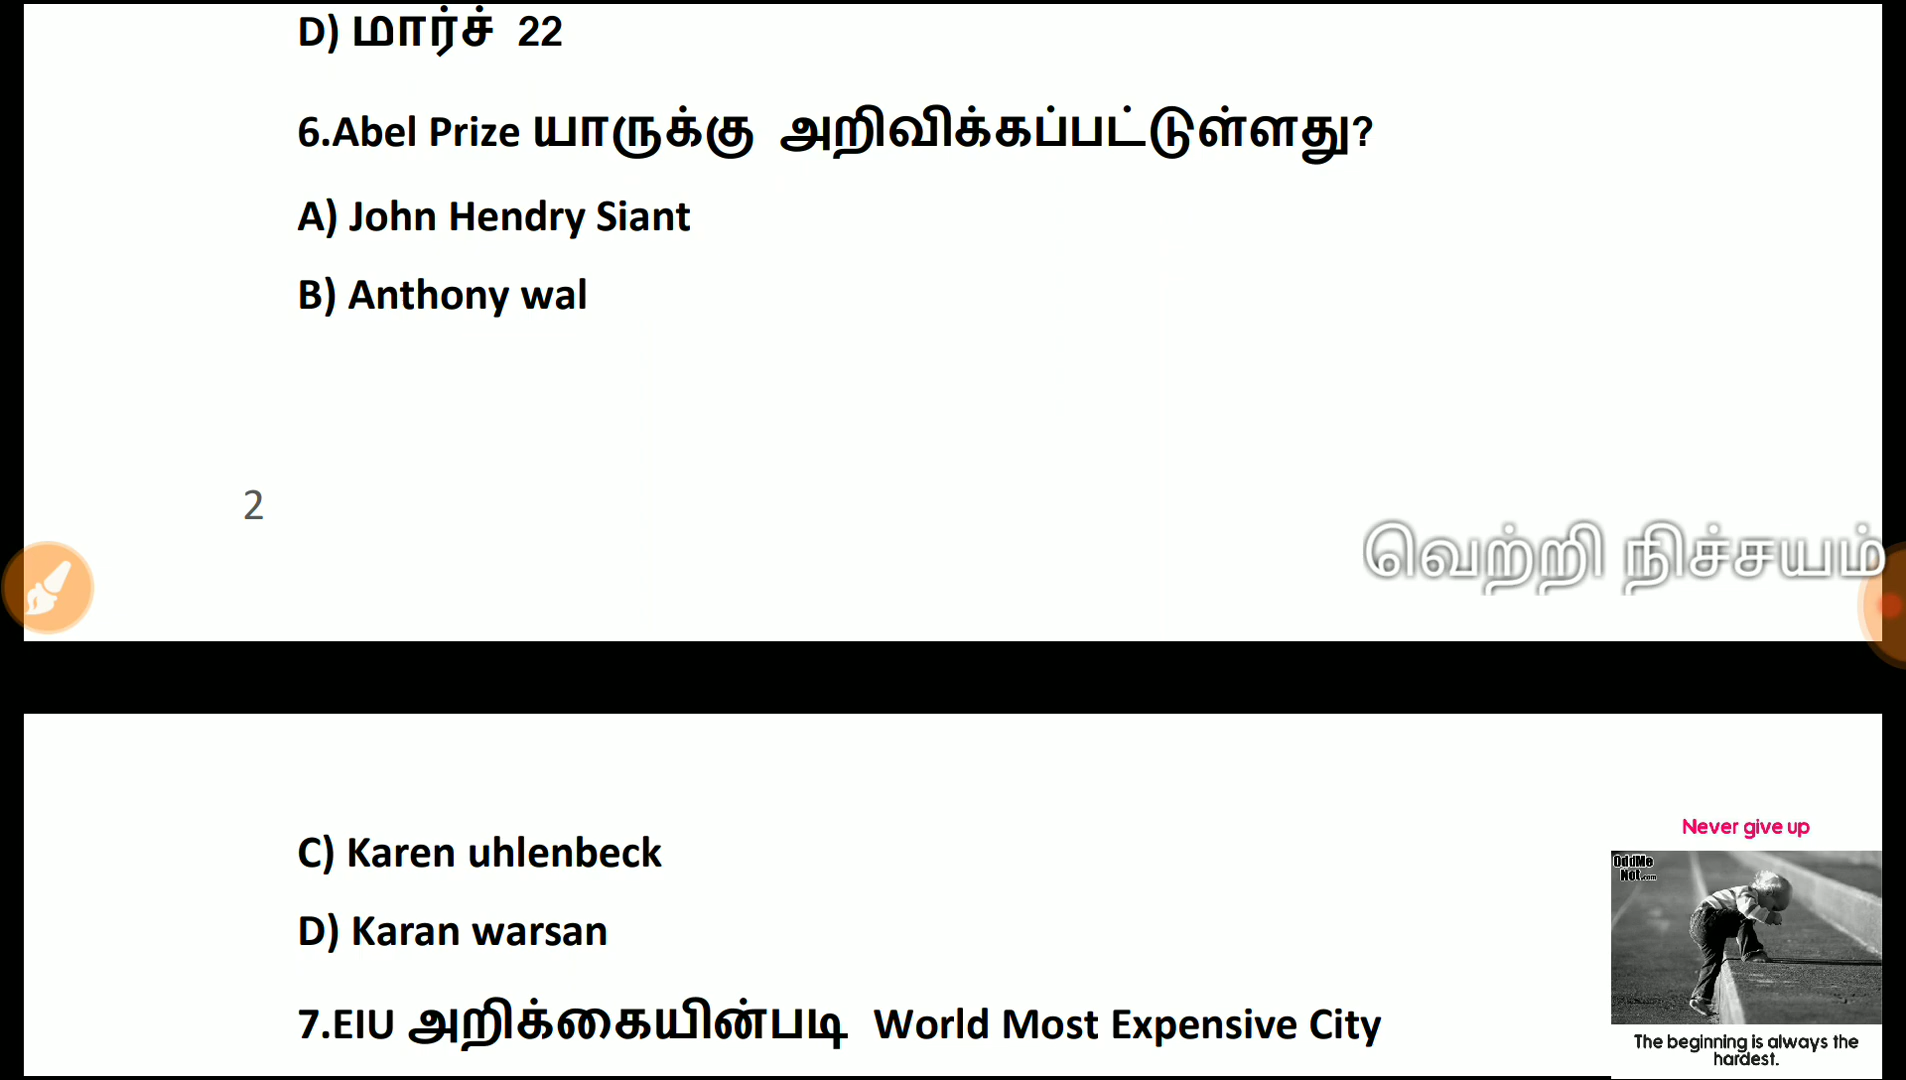 D) மார்ச் 22
6.Abel Prize யாருக்கு அறிவிக்கப்பட்டுள்ளது?
A) John Hendry Siant
B) Anthony wal
2
வெற்றி நிச்சயம்
C) Karen uhlenbeck
D) Karan warsan
7.EIU அறிக்கையின்படி World Most Expensive City
Never give up
OddMe
Not.com
The beginning is always the
hardest.